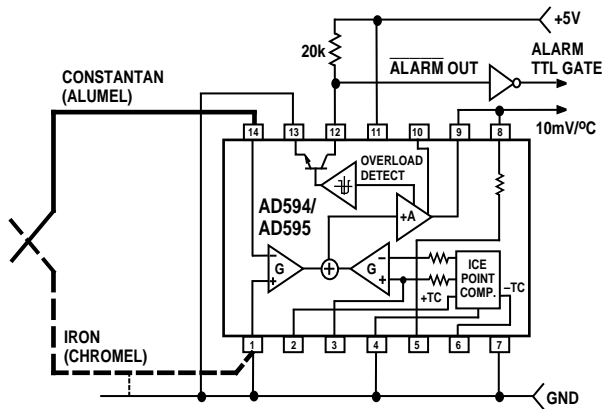 +5V
20k
ALARM OUT
ALARM
TTL GATE
CONSTANTAN
(ALUMEL)
10mV/°C
14
13
12
11
10
9
8
OVERLOAD
DETECT
AD594/
AD595
+A
–
G
+
+
–
G
+
ICE
POINT
COMP.
–TC
+TC
IRON
(CHROMEL)
1
2
3
4
5
6
7
GND